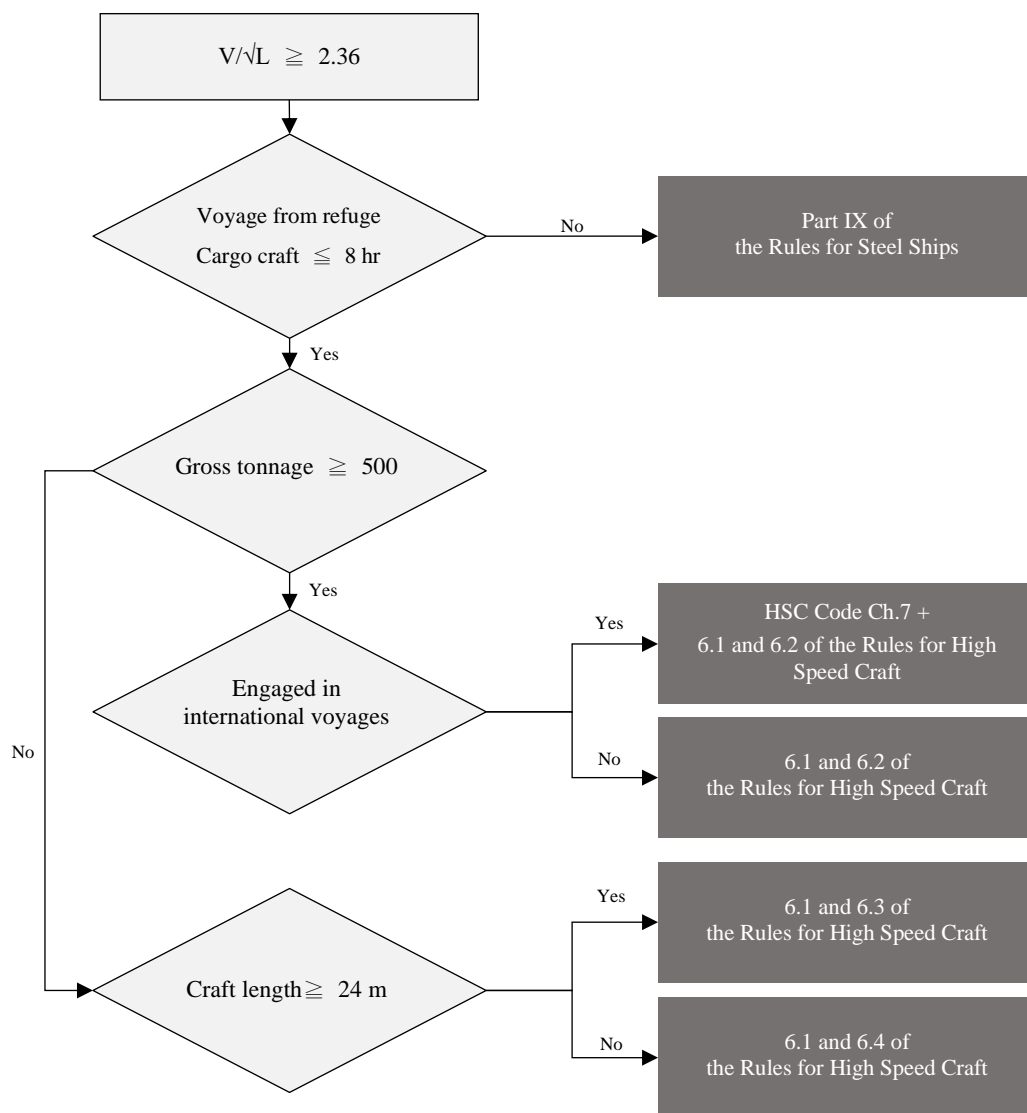 V/√L ≧ 2.36
Voyage from refuge
Cargo craft ≦ 8 hr
No
Part IX of
the Rules for Steel Ships
Yes
Gross tonnage ≧ 500
Yes
Engaged in
international voyages
Yes
HSC Code Ch.7 +
6.1 and 6.2 of the Rules for High
Speed Craft
No
6.1 and 6.2 of
the Rules for High Speed Craft
No
Craft length≧ 24 m
Yes
6.1 and 6.3 of
the Rules for High Speed Craft
No
6.1 and 6.4 of
the Rules for High Speed Craft